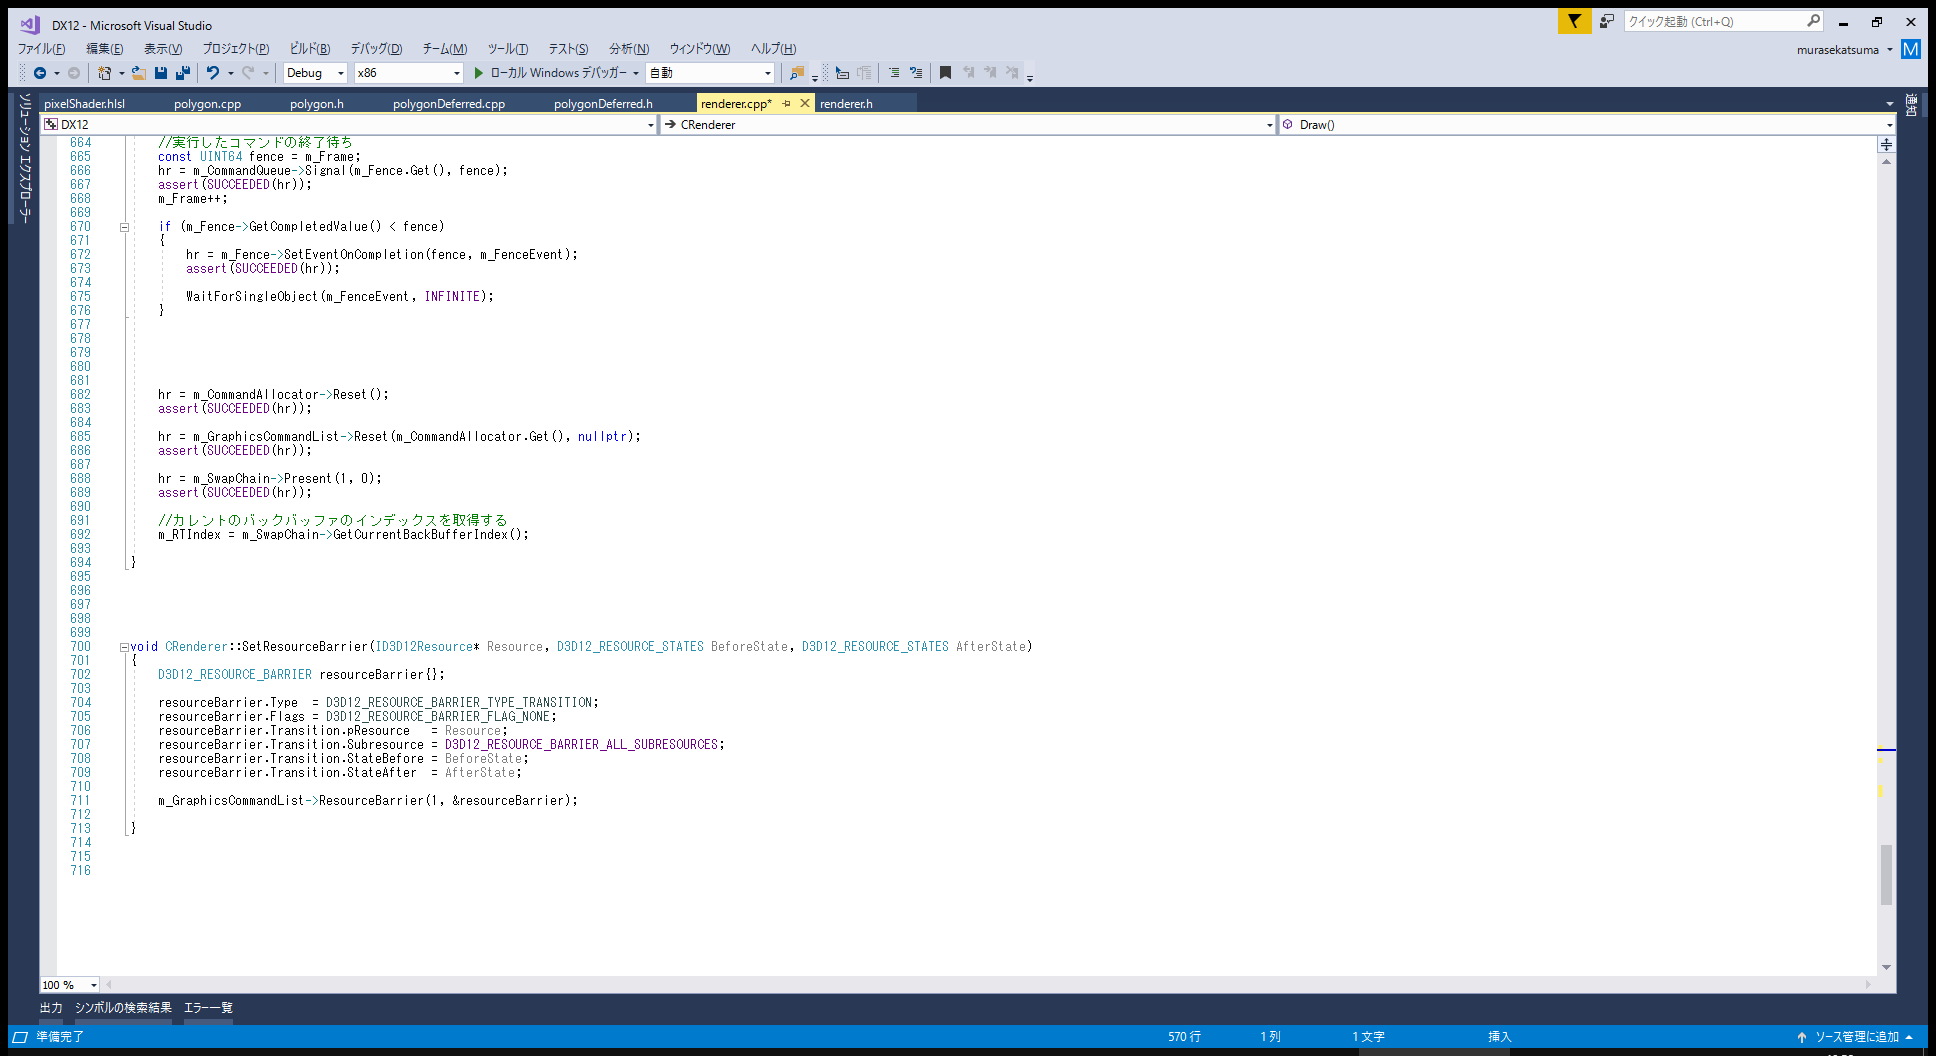 DX12 - Microsoft Visual Studio
クイック起動 (Ctrl+Q)
ファイル(F) 編集(E) 表示(V) プロジェクト(P) ビルド(B) デバッグ(D) チーム(M) ツール(T) テスト(S) 分析(N) ウィンドウ(W) ヘルプ(H)
murasekatsuma M
Debug x86 ローカル Windows デバッガー 自動
ソリューション エクスプローラー
pixelShader.hlsl polygon.cpp polygon.h polygonDeferred.cpp polygonDeferred.h renderer.cpp* renderer.h
通知
DX12 CRenderer Draw()
664 //実行したコマンドの終了待ち
665 const UINT64 fence = m_Frame;
666 hr = m_CommandQueue->Signal(m_Fence.Get(), fence);
667 assert(SUCCEEDED(hr));
668 m_Frame++;
669
670 if (m_Fence->GetCompletedValue() < fence)
671 {
672 hr = m_Fence->SetEventOnCompletion(fence, m_FenceEvent);
673 assert(SUCCEEDED(hr));
674
675 WaitForSingleObject(m_FenceEvent, INFINITE);
676 }
677
678
679
680
681
682 hr = m_CommandAllocator->Reset();
683 assert(SUCCEEDED(hr));
684
685 hr = m_GraphicsCommandList->Reset(m_CommandAllocator.Get(), nullptr);
686 assert(SUCCEEDED(hr));
687
688 hr = m_SwapChain->Present(1, 0);
689 assert(SUCCEEDED(hr));
690
691 //カレントのバックバッファのインデックスを取得する
692 m_RTIndex = m_SwapChain->GetCurrentBackBufferIndex();
693
694 }
695
696
697
698
699
700 void CRenderer::SetResourceBarrier(ID3D12Resource* Resource, D3D12_RESOURCE_STATES BeforeState, D3D12_RESOURCE_STATES AfterState)
701 {
702 D3D12_RESOURCE_BARRIER resourceBarrier{};
703
704 resourceBarrier.Type = D3D12_RESOURCE_BARRIER_TYPE_TRANSITION;
705 resourceBarrier.Flags = D3D12_RESOURCE_BARRIER_FLAG_NONE;
706 resourceBarrier.Transition.pResource = Resource;
707 resourceBarrier.Transition.Subresource = D3D12_RESOURCE_BARRIER_ALL_SUBRESOURCES;
708 resourceBarrier.Transition.StateBefore = BeforeState;
709 resourceBarrier.Transition.StateAfter = AfterState;
710
711 m_GraphicsCommandList->ResourceBarrier(1, &resourceBarrier);
712
713 }
714
715
716
100 %
出力 シンボルの検索結果 エラー一覧
準備完了 570 行 1 列 1 文字 挿入 ソース管理に追加